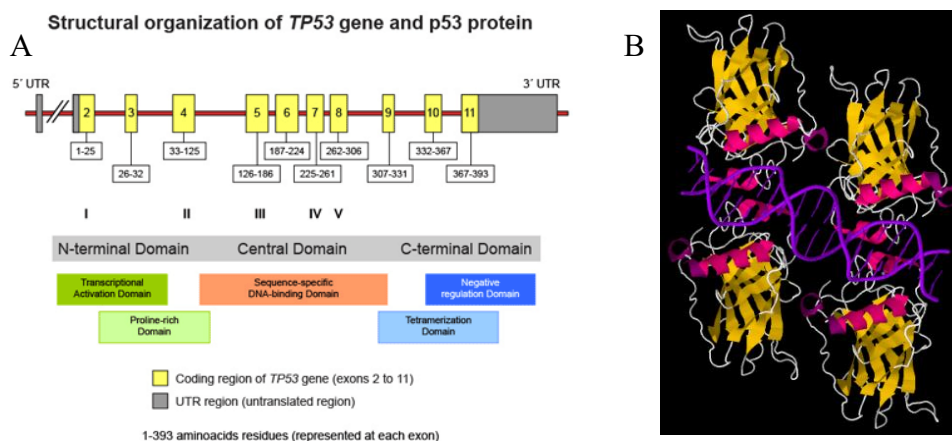 Structural organization of TP53 gene and p53 protein
A
B
5´ UTR
3´ UTR
2 3 4 5 6 7 8 9 10 11
187-224 262-306 332-367
1-25 33-125
26-32 126-186 225-261 307-331 367-393
I II III IV V
N-terminal Domain Central Domain C-terminal Domain
Transcriptional
Activation Domain
Sequence-specific
DNA-binding Domain
Negative
regulation Domain
Proline-rich
Domain
Tetramerization
Domain
Coding region of TP53 gene (exons 2 to 11)
UTR region (untranslated region)
1-393 aminoacids residues (represented at each exon)